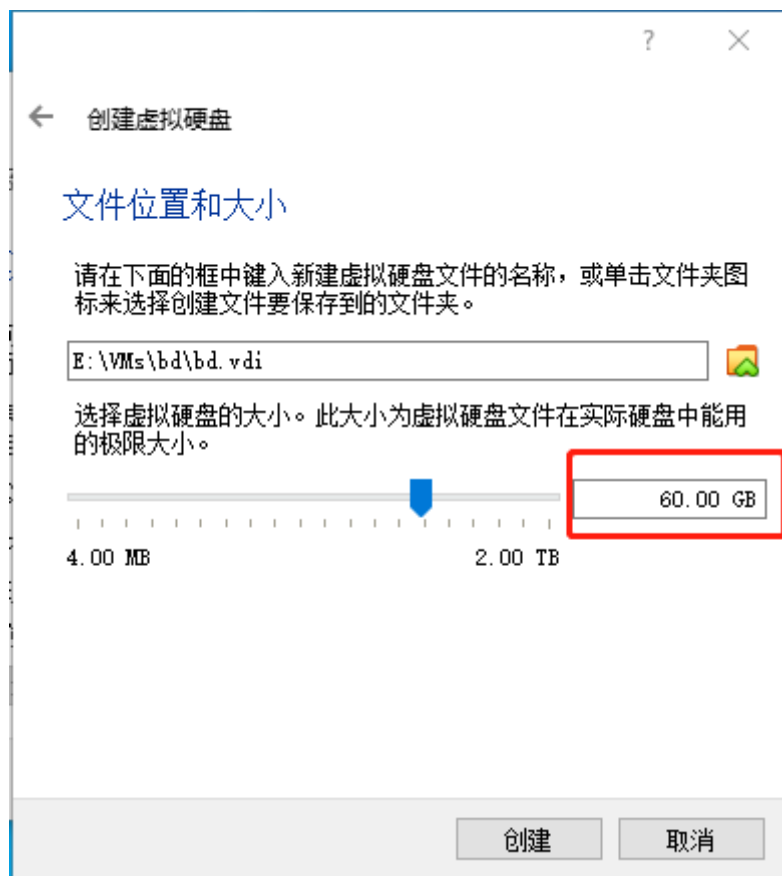 ?
创建虚拟硬盘
文件位置和大小
请在下面的框中键入新建虚拟硬盘文件的名称，或单击文件夹图
标来选择创建文件要保存到的文件夹。
E:\VMs\bd\bd.vdi
选择虚拟硬盘的大小。此大小为虚拟硬盘文件在实际硬盘中能用
的极限大小。
60.00 GB
4.00 MB 2.00 TB
创建 取消